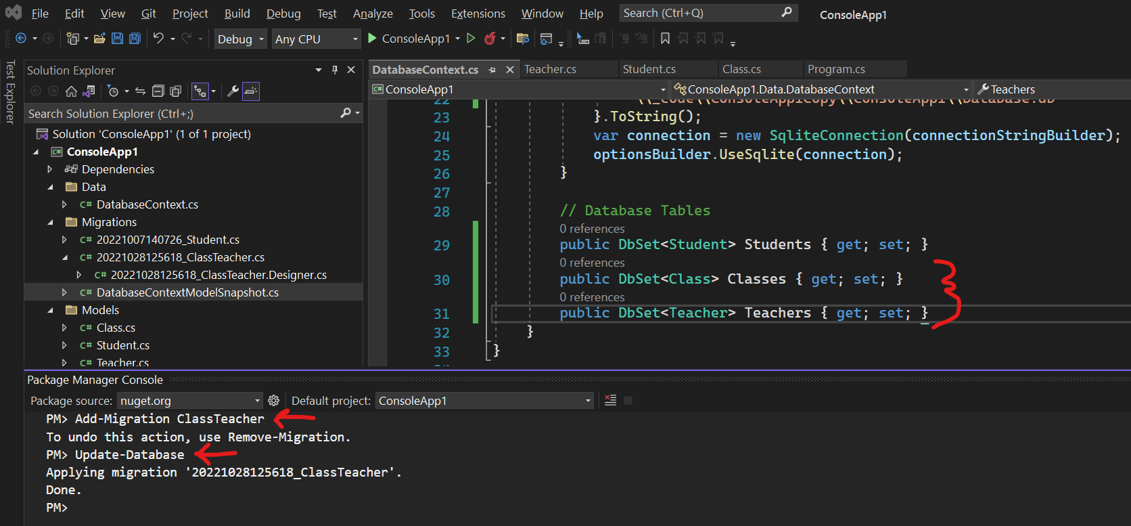 File Edit View Git Project Build Debug Test Analyze Tools Extensions Window Help Search (Ctrl+Q) ConsoleApp1
Debug Any CPU ConsoleApp1
Test Explorer
Solution Explorer
Search Solution Explorer (Ctrl+;)
Solution 'ConsoleApp1' (1 of 1 project)
ConsoleApp1
Dependencies
Data
C# DatabaseContext.cs
Migrations
C# 20221007140726_Student.cs
C# 20221028125618_ClassTeacher.cs
C# 20221028125618_ClassTeacher.Designer.cs
C# DatabaseContextModelSnapshot.cs
Models
C# Class.cs
C# Student.cs
C# Teacher.cs
DatabaseContext.cs Teacher.cs Student.cs Class.cs Program.cs
C# ConsoleApp1 ConsoleApp1.Data.DatabaseContext Teachers
22 \\_Code\\ConsoleApp1Copy\\ConsoleApp1\\Database.db
23 }.ToString();
24 var connection = new SqliteConnection(connectionStringBuilder);
25 optionsBuilder.UseSqlite(connection);
26 }
27
28 // Database Tables
0 references
29 public DbSet<Student> Students { get; set; }
0 references
30 public DbSet<Class> Classes { get; set; }
0 references
31 public DbSet<Teacher> Teachers { get; set; }
32 }
33 }
Package Manager Console
Package source: nuget.org Default project: ConsoleApp1
PM> Add-Migration ClassTeacher
To undo this action, use Remove-Migration.
PM> Update-Database
Applying migration '20221028125618_ClassTeacher'.
Done.
PM>